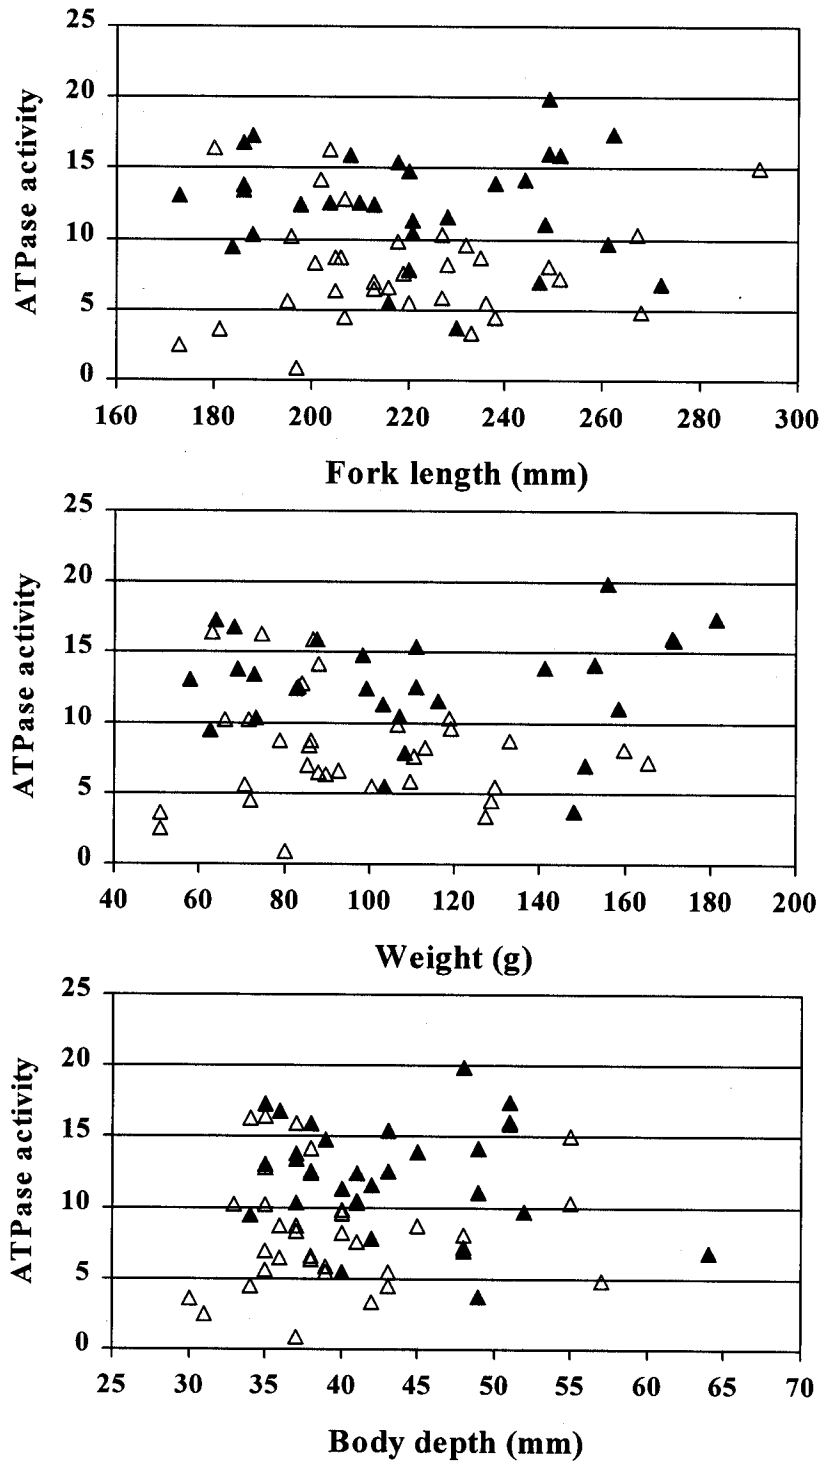 25
20
15
10
5
0
ATPase activity
160 180 200 220 240 260 280 300
Fork length (mm)
25
20
15
10
5
0
ATPase activity
40 60 80 100 120 140 160 180 200
Weight (g)
25
20
15
10
5
0
ATPase activity
25 30 35 40 45 50 55 60 65 70
Body depth (mm)